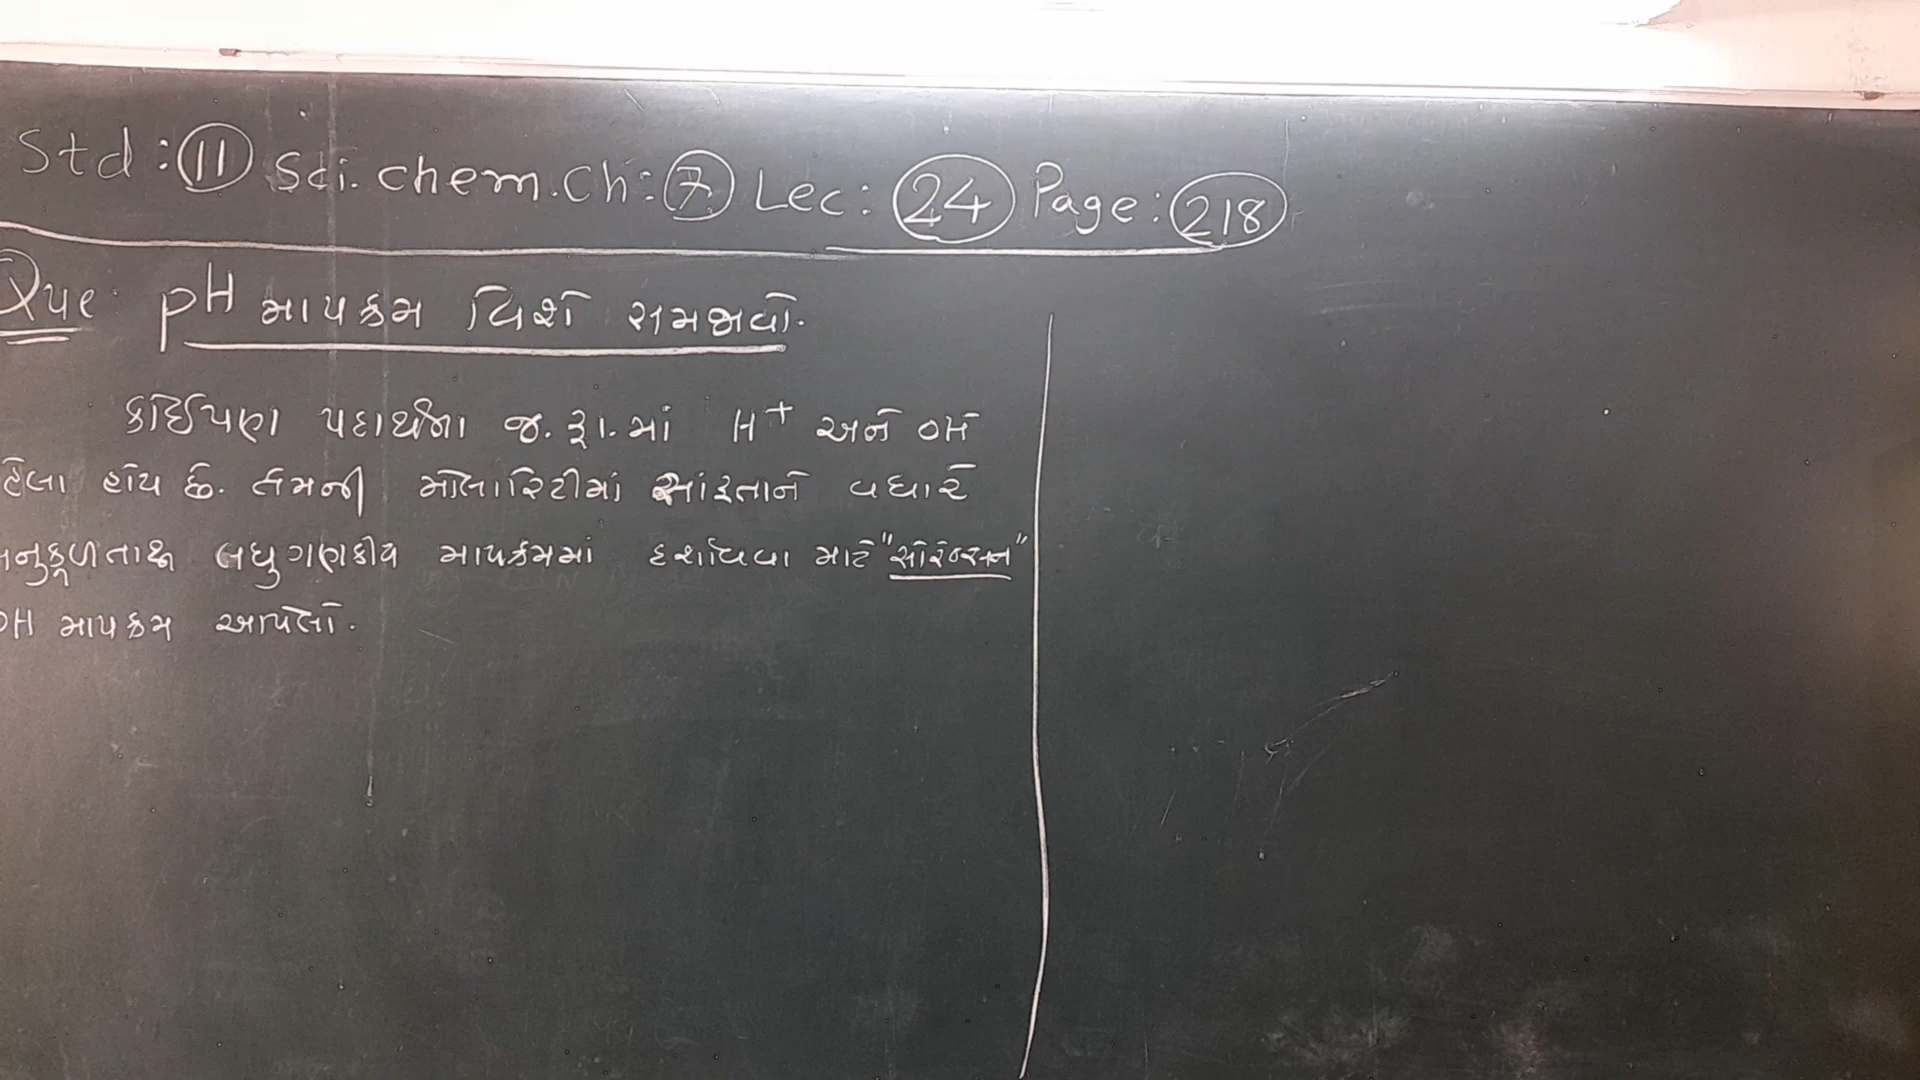 Std : 11 Sci. chem. Ch : 7 Lec : 24 Page : 218
Que: pH માપક્રમ વિશે સમજાવો.
કોઈપણ પદાર્થના જ.દ્રા.માં H⁺ અને OH⁻
હેલા હોય છે. તેમની મોલારિટીમાં સાંદ્રતાને વધારે
નુકૂળતાથી લઘુગણકીય માપક્રમમાં દર્શાવવા માટે "સોરેન્સન"
pH માપક્રમ આપેલો.